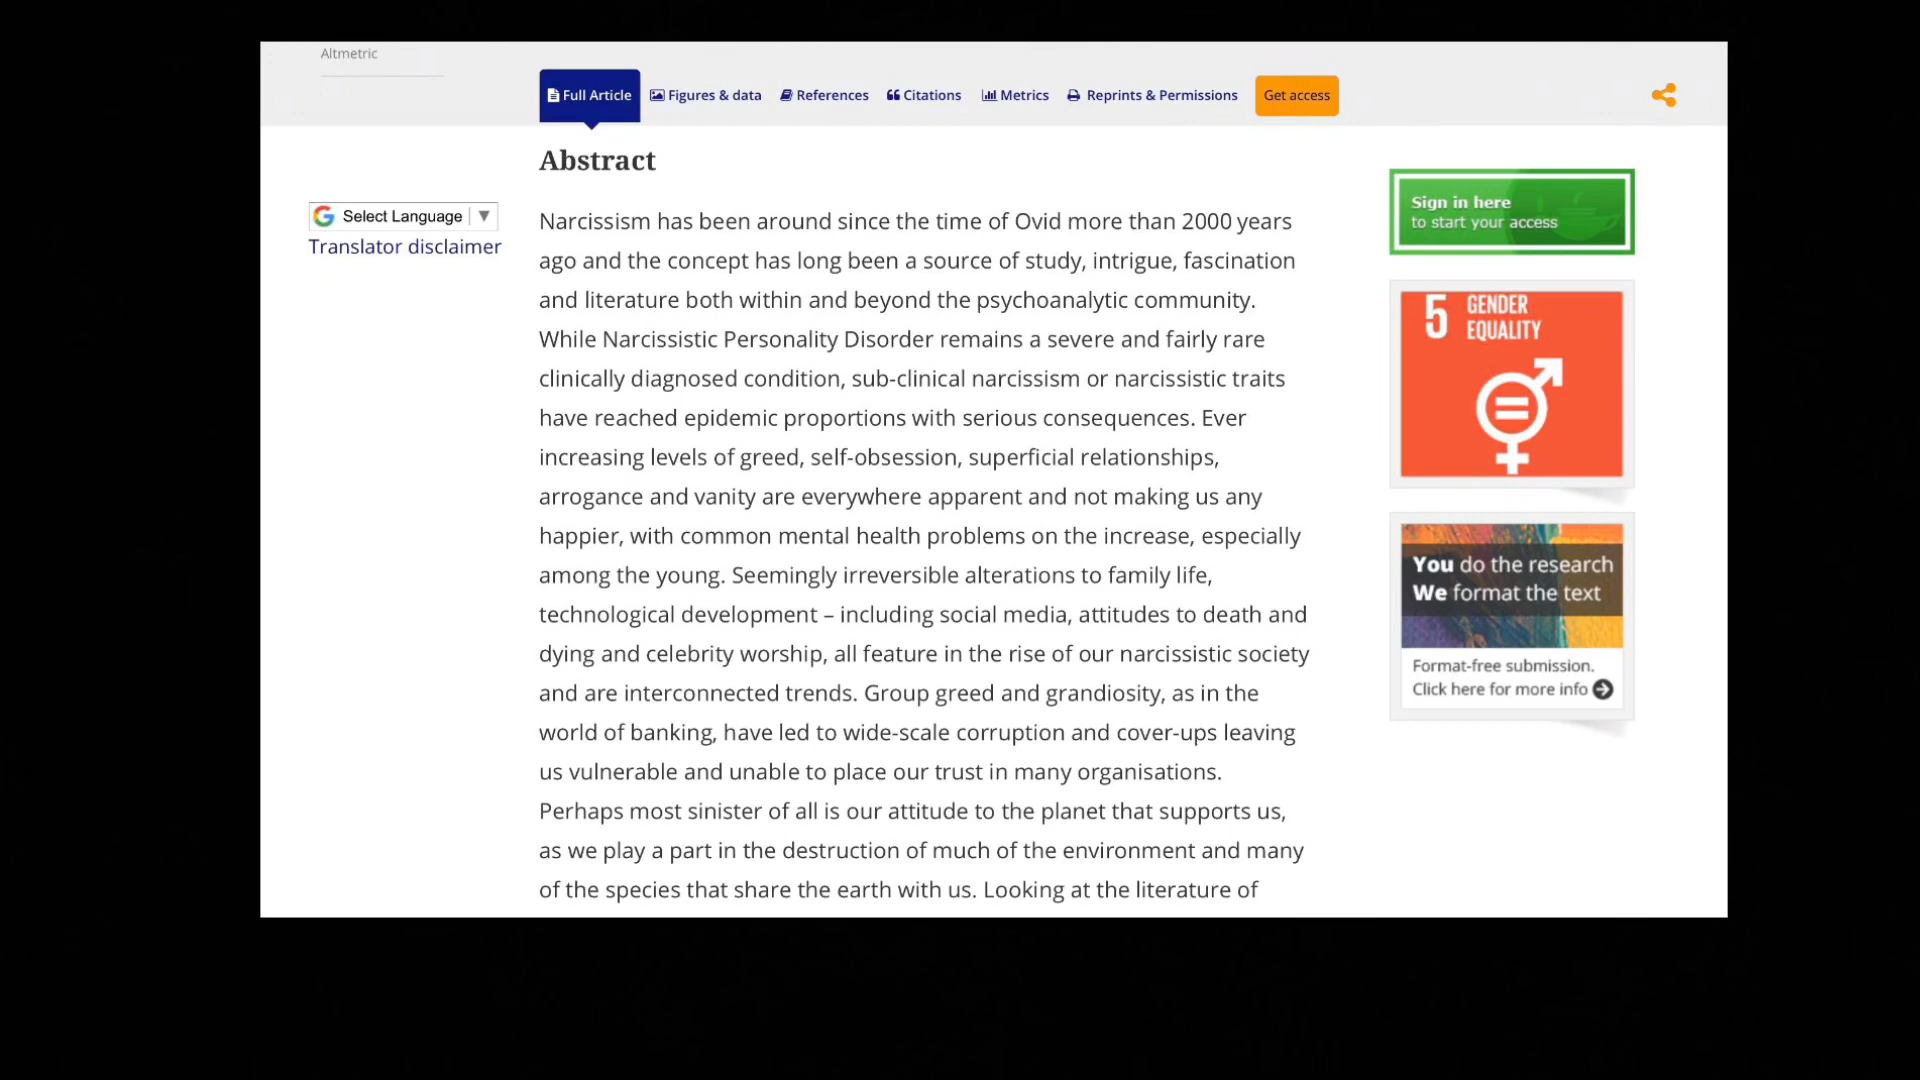 Altmetric
Full Article Figures & data References Citations Metrics Reprints & Permissions Get access
Abstract
Select Language ▼
Translator disclaimer
Narcissism has been around since the time of Ovid more than 2000 years
ago and the concept has long been a source of study, intrigue, fascination
and literature both within and beyond the psychoanalytic community.
While Narcissistic Personality Disorder remains a severe and fairly rare
clinically diagnosed condition, sub-clinical narcissism or narcissistic traits
have reached epidemic proportions with serious consequences. Ever
increasing levels of greed, self-obsession, superficial relationships,
arrogance and vanity are everywhere apparent and not making us any
happier, with common mental health problems on the increase, especially
among the young. Seemingly irreversible alterations to family life,
technological development – including social media, attitudes to death and
dying and celebrity worship, all feature in the rise of our narcissistic society
and are interconnected trends. Group greed and grandiosity, as in the
world of banking, have led to wide-scale corruption and cover-ups leaving
us vulnerable and unable to place our trust in many organisations.
Perhaps most sinister of all is our attitude to the planet that supports us,
as we play a part in the destruction of much of the environment and many
of the species that share the earth with us. Looking at the literature of
Sign in here
to start your access
5 GENDER
EQUALITY
You do the research
We format the text
Format-free submission.
Click here for more info